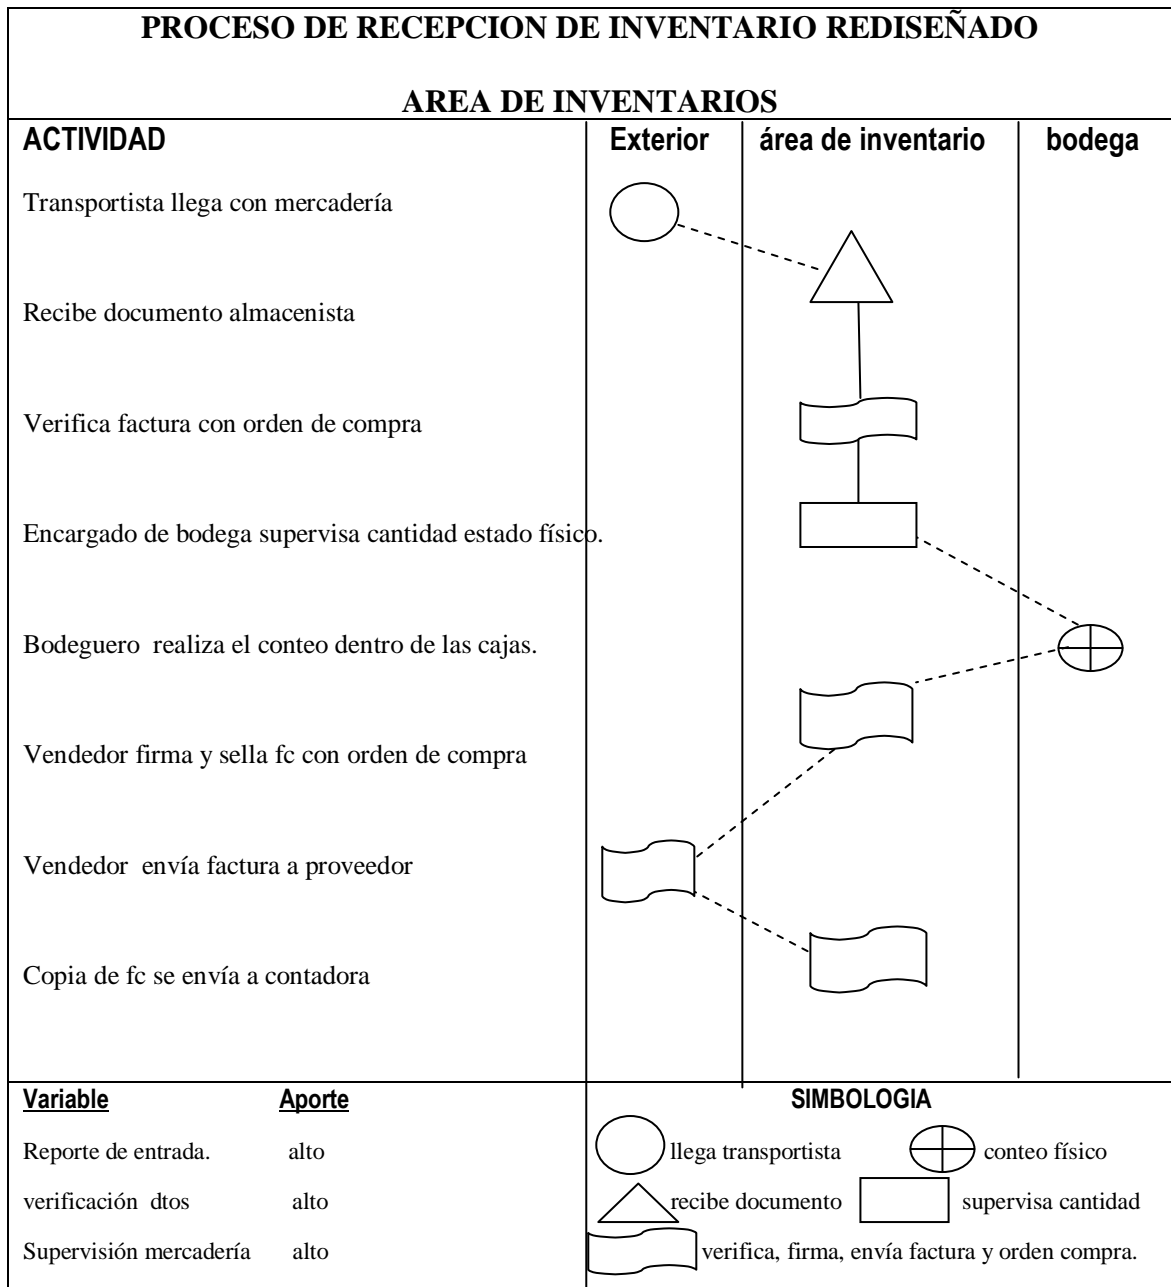 PROCESO DE RECEPCION DE INVENTARIO REDISEÑADO
AREA DE INVENTARIOS
ACTIVIDAD Exterior área de inventario bodega
Transportista llega con mercadería
Recibe documento almacenista
Verifica factura con orden de compra
Encargado de bodega supervisa cantidad estado físico.
Bodeguero realiza el conteo dentro de las cajas.
Vendedor firma y sella fc con orden de compra
Vendedor envía factura a proveedor
Copia de fc se envía a contadora
Variable Aporte
Reporte de entrada. alto
verificación dtos alto
Supervisión mercadería alto
SIMBOLOGIA
llega transportista conteo físico
recibe documento supervisa cantidad
verifica, firma, envía factura y orden compra.